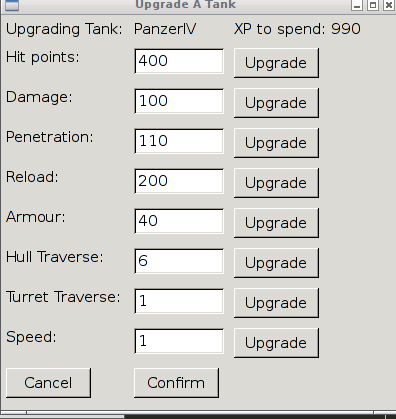 Upgrade A Tank
Upgrading Tank: PanzerIV XP to spend: 990
Hit points: 400 Upgrade
Damage: 100 Upgrade
Penetration: 110 Upgrade
Reload: 200 Upgrade
Armour: 40 Upgrade
Hull Traverse: 6 Upgrade
Turret Traverse: 1 Upgrade
Speed: 1 Upgrade
Cancel Confirm